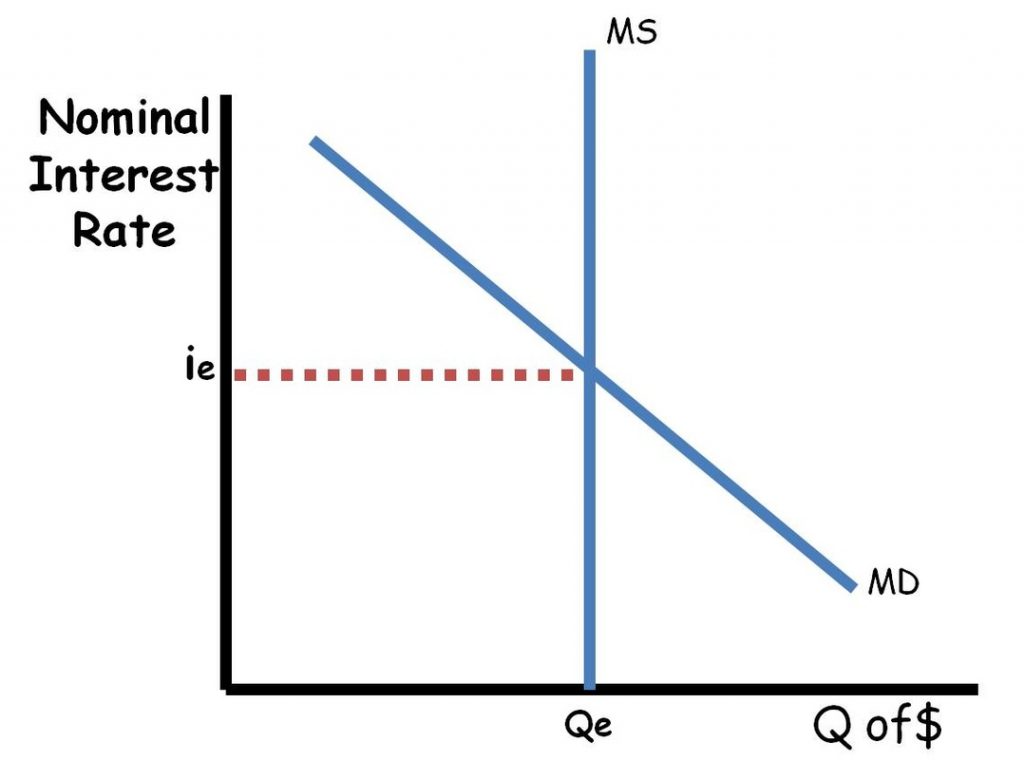 MS
Nominal
Interest
Rate
ie
MD
Qe
Q of $